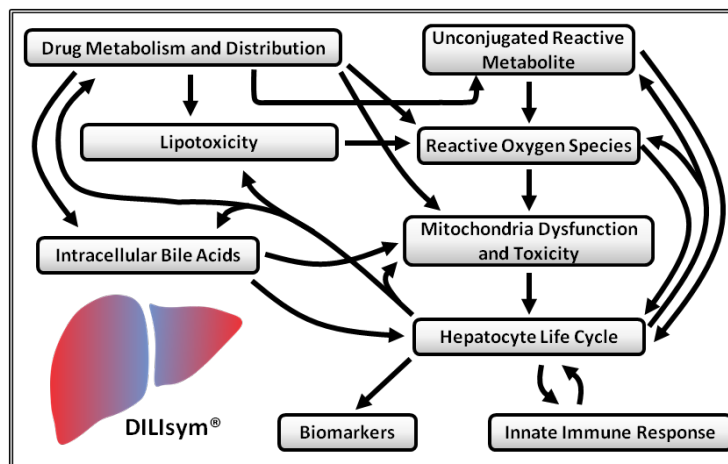 Drug Metabolism and Distribution
Unconjugated Reactive
Metabolite
Lipotoxicity
Reactive Oxygen Species
Intracellular Bile Acids
Mitochondria Dysfunction
and Toxicity
Hepatocyte Life Cycle
DILIsym®
Biomarkers
Innate Immune Response